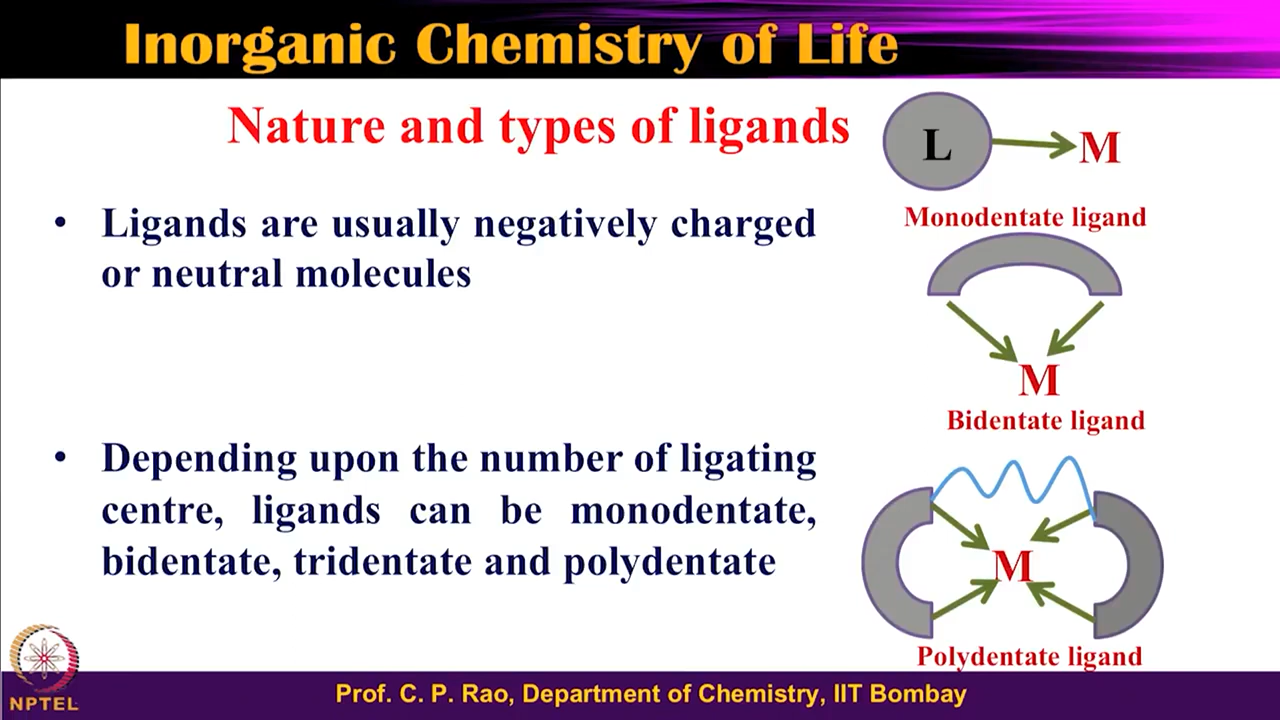 Inorganic Chemistry of Life
Nature and types of ligands
• Ligands are usually negatively charged
or neutral molecules
• Depending upon the number of ligating
centre, ligands can be monodentate,
bidentate, tridentate and polydentate
L
M
Monodentate ligand
M
Bidentate ligand
M
Polydentate ligand
NPTEL
Prof. C. P. Rao, Department of Chemistry, IIT Bombay